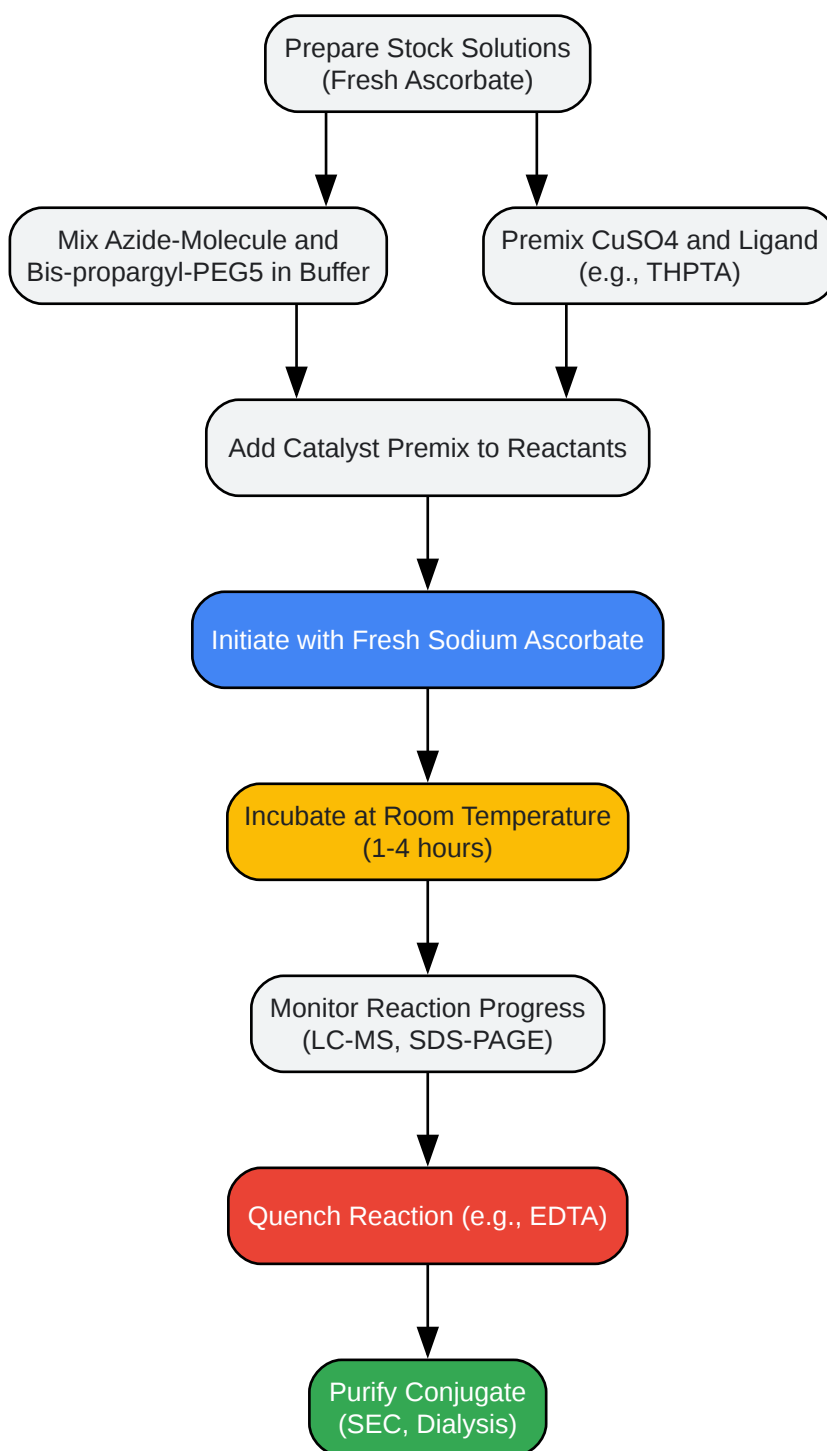 Prepare Stock Solutions
(Fresh Ascorbate)
Mix Azide-Molecule and
Bis-propargyl-PEG5 in Buffer
Premix CuSO4 and Ligand
(e.g., THPTA)
Add Catalyst Premix to Reactants
Initiate with Fresh Sodium Ascorbate
Incubate at Room Temperature
(1-4 hours)
Monitor Reaction Progress
(LC-MS, SDS-PAGE)
Quench Reaction (e.g., EDTA)
Purify Conjugate
(SEC, Dialysis)